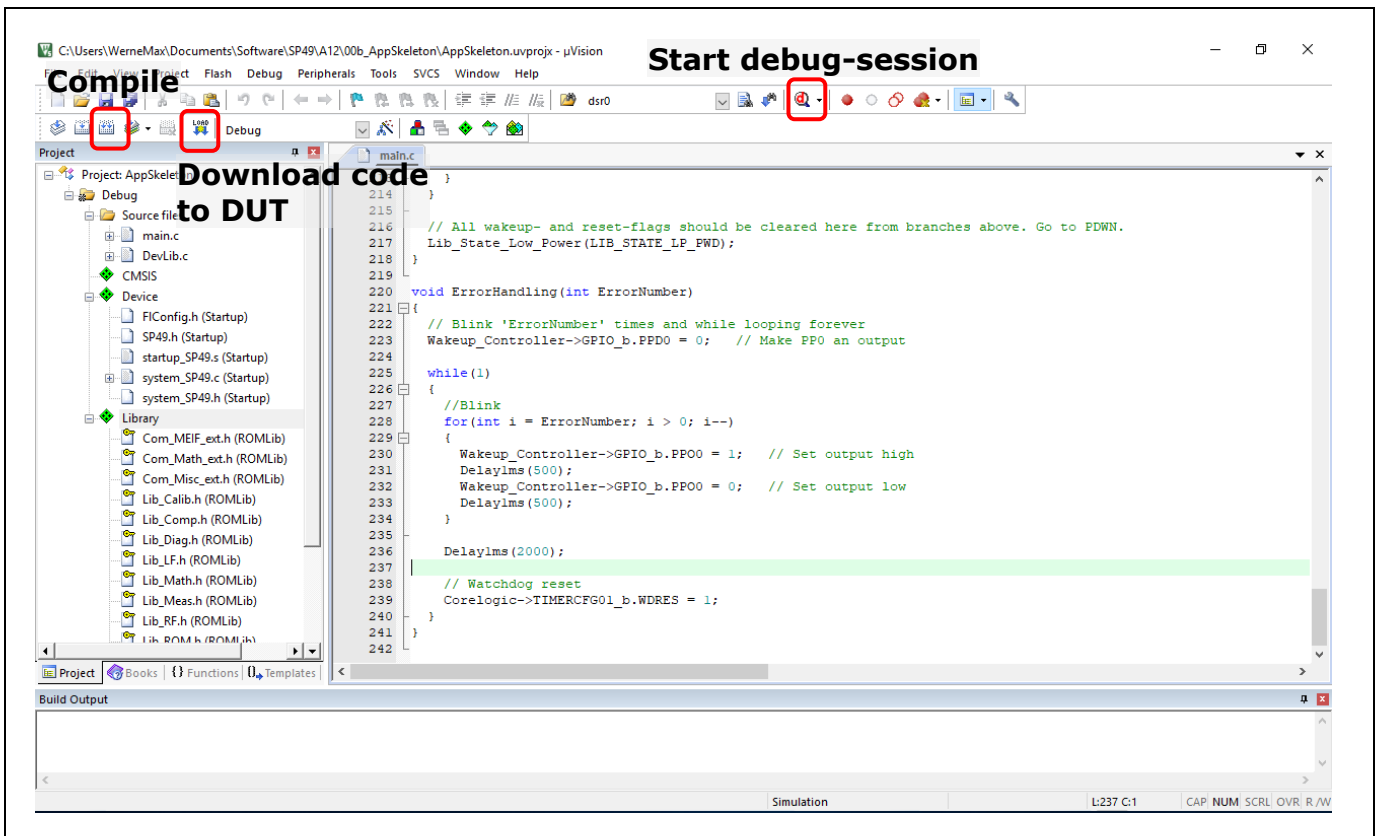 C:\Users\WerneMax\Documents\Software\SP49\A12\00b_AppSkeleton\AppSkeleton.uvprojx - µVision
Start debug-session
File Edit View Project Flash Debug Peripherals Tools SVCS Window Help
Compile
dsr0
LOAD
Debug
Project
main.c
Download code
to DUT
Project: AppSkeleton
Debug
Source files
main.c
DevLib.c
CMSIS
Device
FlConfig.h (Startup)
SP49.h (Startup)
startup_SP49.s (Startup)
system_SP49.c (Startup)
system_SP49.h (Startup)
Library
Com_MEIF_ext.h (ROMLib)
Com_Math_ext.h (ROMLib)
Com_Misc_ext.h (ROMLib)
Lib_Calib.h (ROMLib)
Lib_Comp.h (ROMLib)
Lib_Diag.h (ROMLib)
Lib_LF.h (ROMLib)
Lib_Math.h (ROMLib)
Lib_Meas.h (ROMLib)
Lib_RF.h (ROMLib)
Lib_ROM.h (ROMLib)
}
214 }
215
216 // All wakeup- and reset-flags should be cleared here from branches above. Go to PDWN.
217 Lib_State_Low_Power(LIB_STATE_LP_PWD);
218 }
219
220 void ErrorHandling(int ErrorNumber)
221 {
222 // Blink 'ErrorNumber' times and while looping forever
223 Wakeup_Controller->GPIO_b.PPD0 = 0; // Make PP0 an output
224
225 while(1)
226 {
227 //Blink
228 for(int i = ErrorNumber; i > 0; i--)
229 {
230 Wakeup_Controller->GPIO_b.PPO0 = 1; // Set output high
231 Delay1ms(500);
232 Wakeup_Controller->GPIO_b.PPO0 = 0; // Set output low
233 Delay1ms(500);
234 }
235
236 Delay1ms(2000);
237
238 // Watchdog reset
239 Corelogic->TIMERCFG01_b.WDRES = 1;
240 }
241 }
242
Project Books {} Functions 0 Templates
Build Output
Simulation L:237 C:1 CAP NUM SCRL OVR R/W